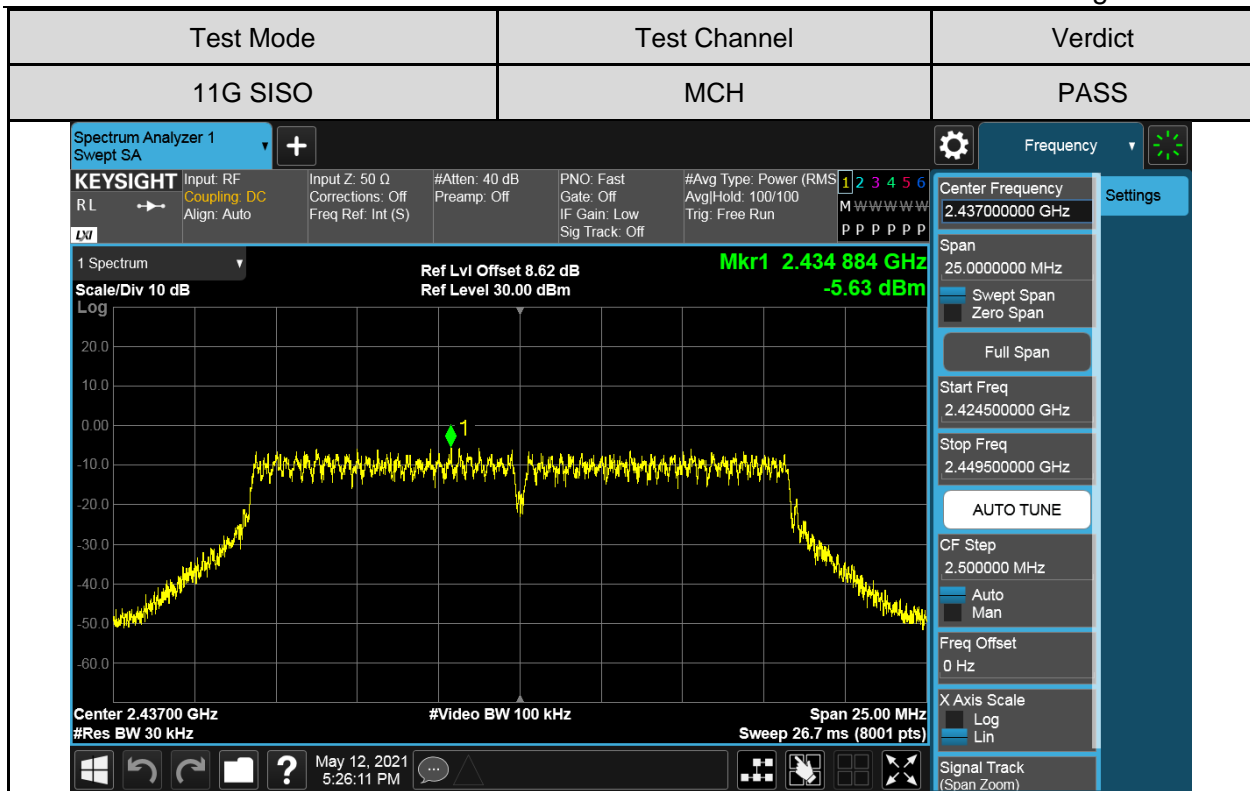 Test Mode Test Channel Verdict
11G SISO MCH PASS
Spectrum Analyzer 1
Swept SA
+
Frequency
KEYSIGHT
RL
LXI
Input: RF
Coupling: DC
Align: Auto
Input Z: 50 Ω
Corrections: Off
Freq Ref: Int (S)
#Atten: 40 dB
Preamp: Off
PNO: Fast
Gate: Off
IF Gain: Low
Sig Track: Off
#Avg Type: Power (RMS
Avg|Hold: 100/100
Trig: Free Run
1 2 3 4 5 6
M W W W W W
P P P P P P
1 Spectrum
Scale/Div 10 dB
Ref Lvl Offset 8.62 dB
Ref Level 30.00 dBm
Mkr1 2.434 884 GHz
-5.63 dBm
Log
20.0
10.0
0.00
-10.0
-20.0
-30.0
-40.0
-50.0
-60.0
1
Center 2.43700 GHz
#Res BW 30 kHz
#Video BW 100 kHz
Span 25.00 MHz
Sweep 26.7 ms (8001 pts)
?
May 12, 2021
5:26:11 PM
Center Frequency
2.437000000 GHz
Settings
Span
25.0000000 MHz
Swept Span
Zero Span
Full Span
Start Freq
2.424500000 GHz
Stop Freq
2.449500000 GHz
AUTO TUNE
CF Step
2.500000 MHz
Auto
Man
Freq Offset
0 Hz
X Axis Scale
Log
Lin
Signal Track
(Span Zoom)